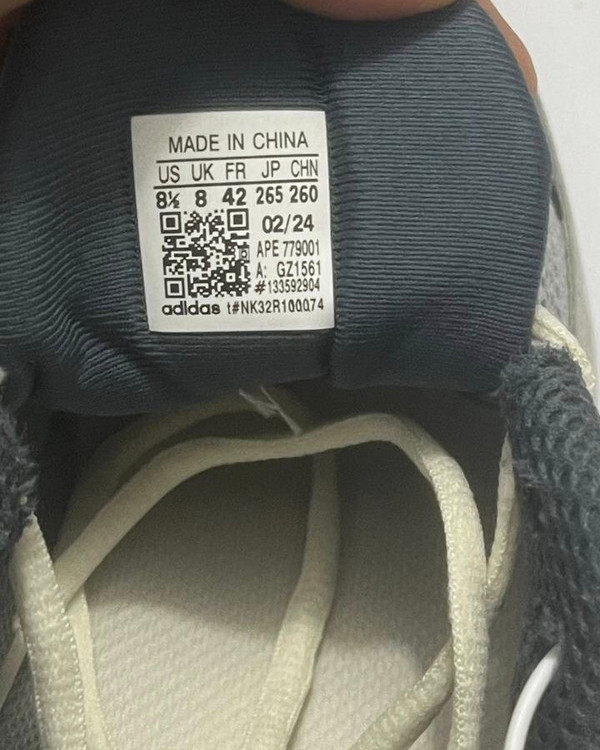 MADE IN CHINA
US UK FR JP CHN
8½ 8 42 265 260
02/24
APE 779001
A: GZ1561
#133592904
adidas t#NK32R100074